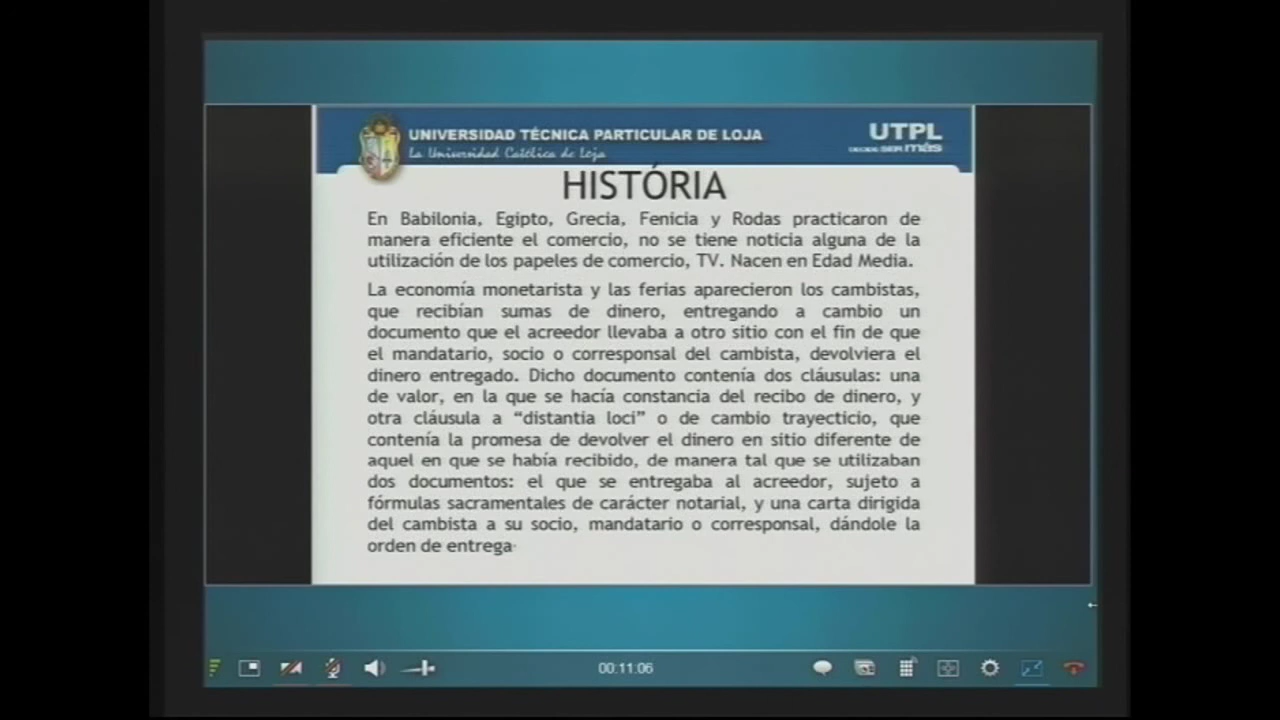 UNIVERSIDAD TÉCNICA PARTICULAR DE LOJA
La Universidad Católica de Loja
UTPL
DECIDE SER más
HISTÓRIA
En Babilonia, Egipto, Grecia, Fenicia y Rodas practicaron de
manera eficiente el comercio, no se tiene noticia alguna de la
utilización de los papeles de comercio, TV. Nacen en Edad Media.
La economía monetarista y las ferias aparecieron los cambistas,
que recibían sumas de dinero, entregando a cambio un
documento que el acreedor llevaba a otro sitio con el fin de que
el mandatario, socio o corresponsal del cambista, devolviera el
dinero entregado. Dicho documento contenía dos cláusulas: una
de valor, en la que se hacía constancia del recibo de dinero, y
otra cláusula a “distantia loci” o de cambio trayecticio, que
contenía la promesa de devolver el dinero en sitio diferente de
aquel en que se había recibido, de manera tal que se utilizaban
dos documentos: el que se entregaba al acreedor, sujeto a
fórmulas sacramentales de carácter notarial, y una carta dirigida
del cambista a su socio, mandatario o corresponsal, dándole la
orden de entrega
00:11:06